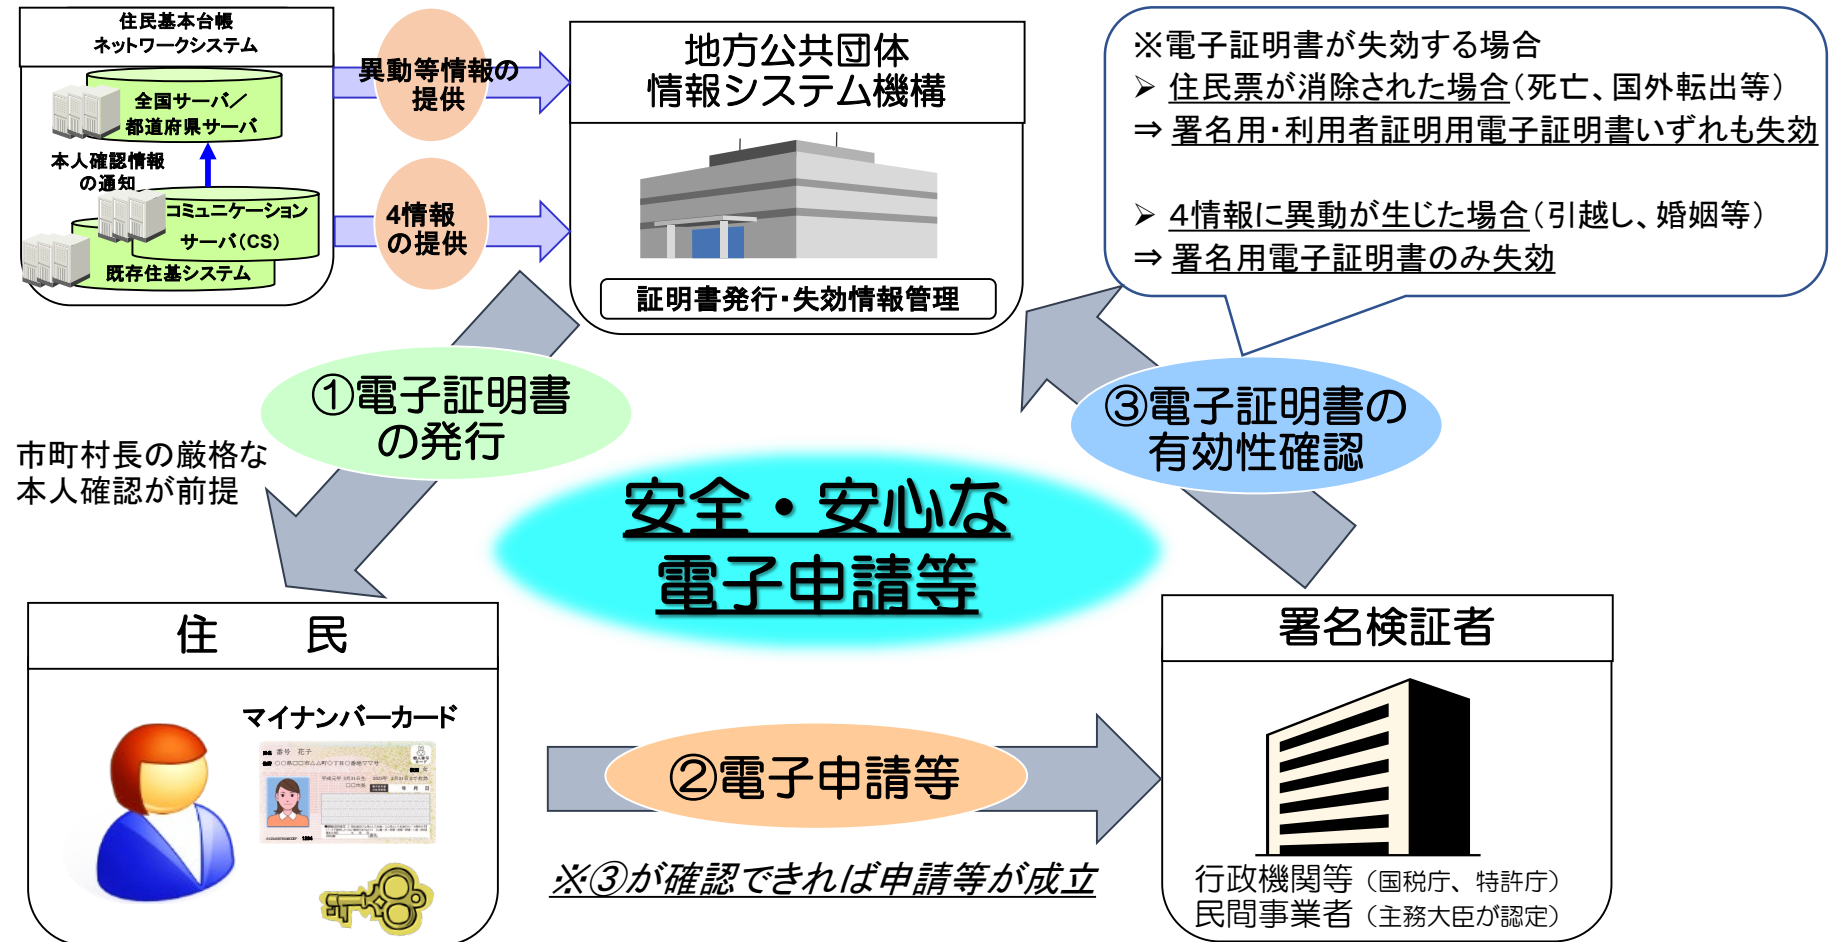 住民基本台帳
ネットワークシステム
全国サーバ／
都道府県サーバ
本人確認情報
の通知
コミュニケーション
サーバ（CS）
既存住基システム
異動等情報の
提供
4情報
の提供
地方公共団体
情報システム機構
証明書発行・失効情報管理
※電子証明書が失効する場合
➢ 住民票が消除された場合（死亡、国外転出等）
⇒ 署名用・利用者証明用電子証明書いずれも失効
➢ 4情報に異動が生じた場合（引越し、婚姻等）
⇒ 署名用電子証明書のみ失効
①電子証明書
の発行
市町村長の厳格な
本人確認が前提
③電子証明書の
有効性確認
安全・安心な
電子申請等
住　民
マイナンバーカード
番号 花子
②電子申請等
※③が確認できれば申請等が成立
署名検証者
行政機関等（国税庁、特許庁）
民間事業者（主務大臣が認定）